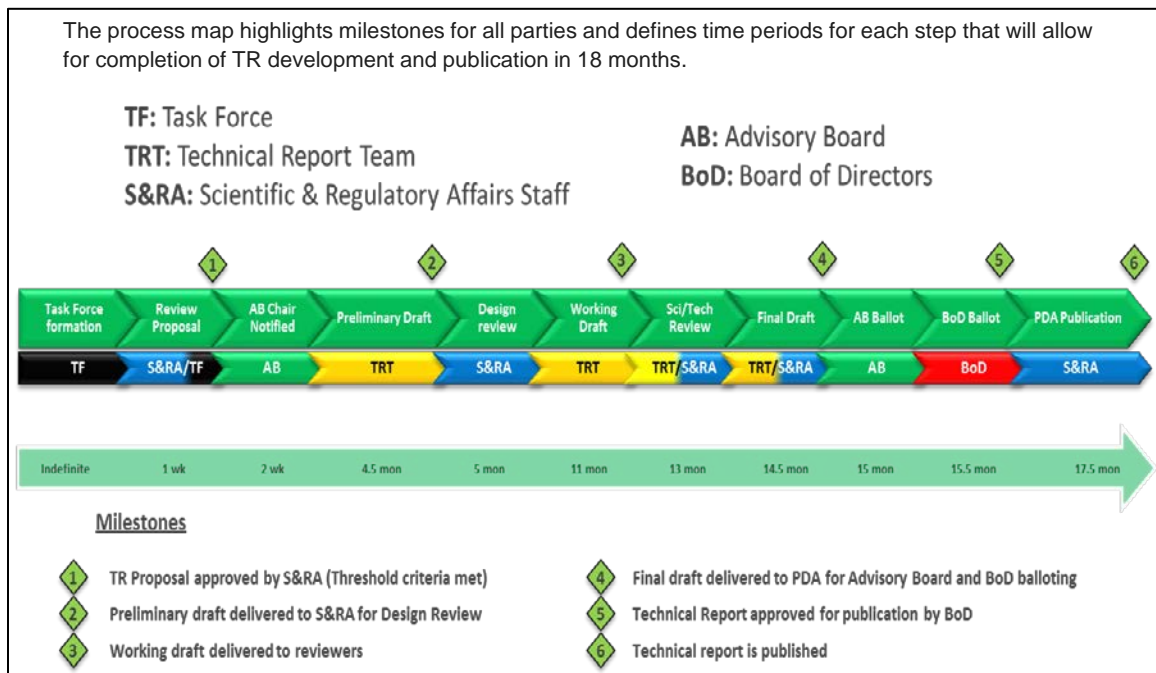 The process map highlights milestones for all parties and defines time periods for each step that will allow
for completion of TR development and publication in 18 months.
TF: Task Force
TRT: Technical Report Team
S&RA: Scientific & Regulatory Affairs Staff
AB: Advisory Board
BoD: Board of Directors
1 2 3 4 5 6
Task Force
formation
Review
Proposal
AB Chair
Notified
Preliminary Draft
Design
review
Working
Draft
Sci/Tech
Review
Final Draft
AB Ballot
BoD Ballot
PDA Publication
TF S&RA/TF AB TRT S&RA TRT TRT/S&RA TRT/S&RA AB BoD S&RA
Indefinite 1 wk 2 wk 4.5 mon 5 mon 11 mon 13 mon 14.5 mon 15 mon 15.5 mon 17.5 mon
Milestones
1 TR Proposal approved by S&RA (Threshold criteria met)
2 Preliminary draft delivered to S&RA for Design Review
3 Working draft delivered to reviewers
4 Final draft delivered to PDA for Advisory Board and BoD balloting
5 Technical Report approved for publication by BoD
6 Technical report is published